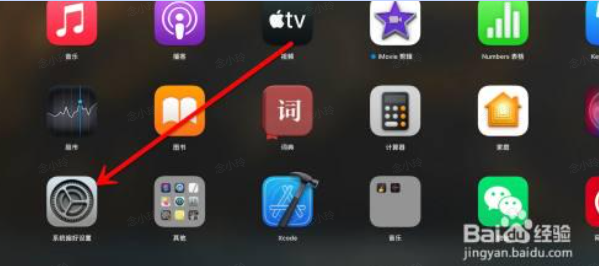 tv
音乐
播客
视频
iMovie 剪辑
Numbers 表格
Ke
词
股市
图书
词典
计算器
家庭
系统偏好设置
其他
Xcode
音乐
Baidu 经验
jingyan.baidu.com